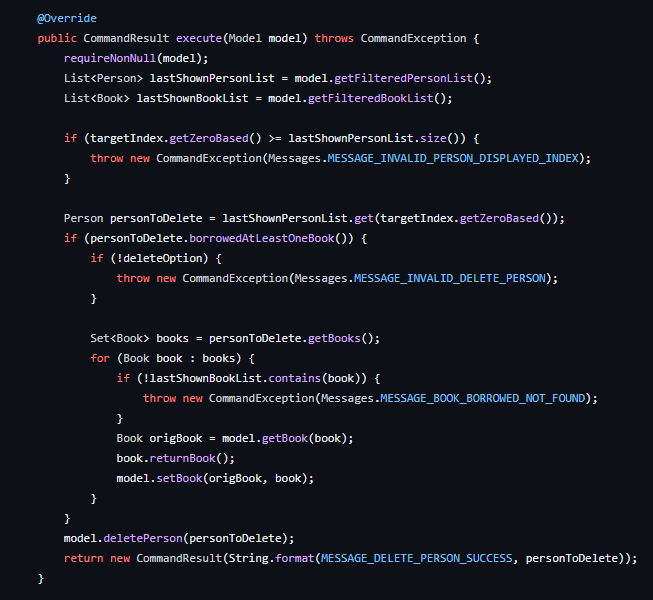 @Override
public CommandResult execute(Model model) throws CommandException {
    requireNonNull(model);
    List<Person> lastShownPersonList = model.getFilteredPersonList();
    List<Book> lastShownBookList = model.getFilteredBookList();

    if (targetIndex.getZeroBased() >= lastShownPersonList.size()) {
        throw new CommandException(Messages.MESSAGE_INVALID_PERSON_DISPLAYED_INDEX);
    }

    Person personToDelete = lastShownPersonList.get(targetIndex.getZeroBased());
    if (personToDelete.borrowedAtLeastOneBook()) {
        if (!deleteOption) {
            throw new CommandException(Messages.MESSAGE_INVALID_DELETE_PERSON);
        }

        Set<Book> books = personToDelete.getBooks();
        for (Book book : books) {
            if (!lastShownBookList.contains(book)) {
                throw new CommandException(Messages.MESSAGE_BOOK_BORROWED_NOT_FOUND);
            }
            Book origBook = model.getBook(book);
            book.returnBook();
            model.setBook(origBook, book);
        }
    }
    model.deletePerson(personToDelete);
    return new CommandResult(String.format(MESSAGE_DELETE_PERSON_SUCCESS, personToDelete));
}